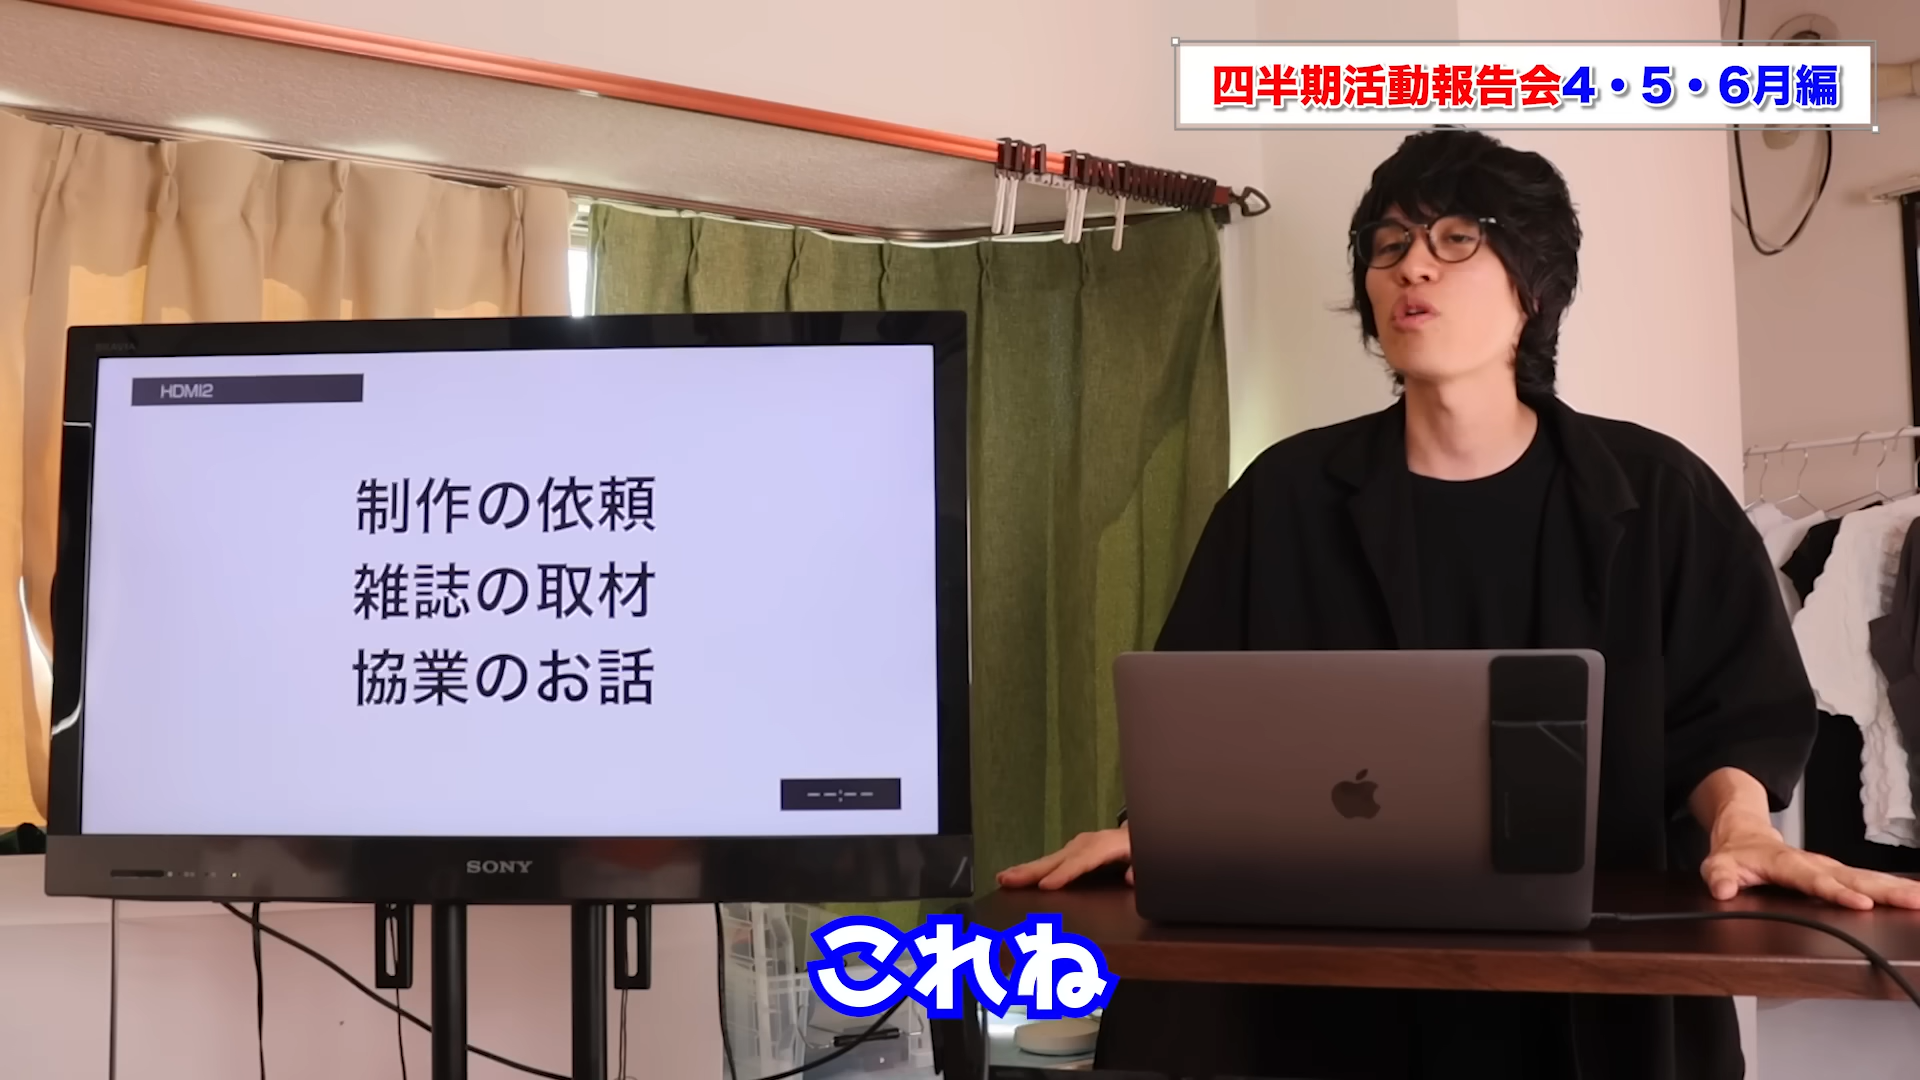 四半期活動報告会4・5・6月編
HDMI2
制作の依頼
雑誌の取材
協業のお話
--:--
SONY
これね